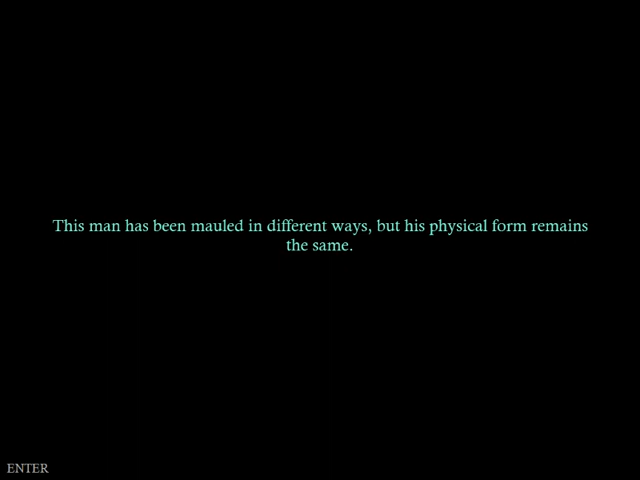 This man has been mauled in different ways, but his physical form remains
the same.
ENTER